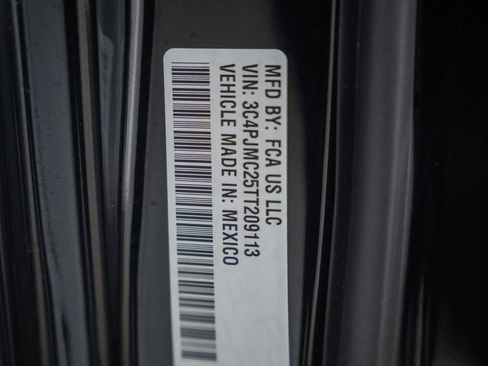 MFD BY: FCA US LLC
VIN: 3C4PJMC25TT209113
VEHICLE MADE IN: MEXICO